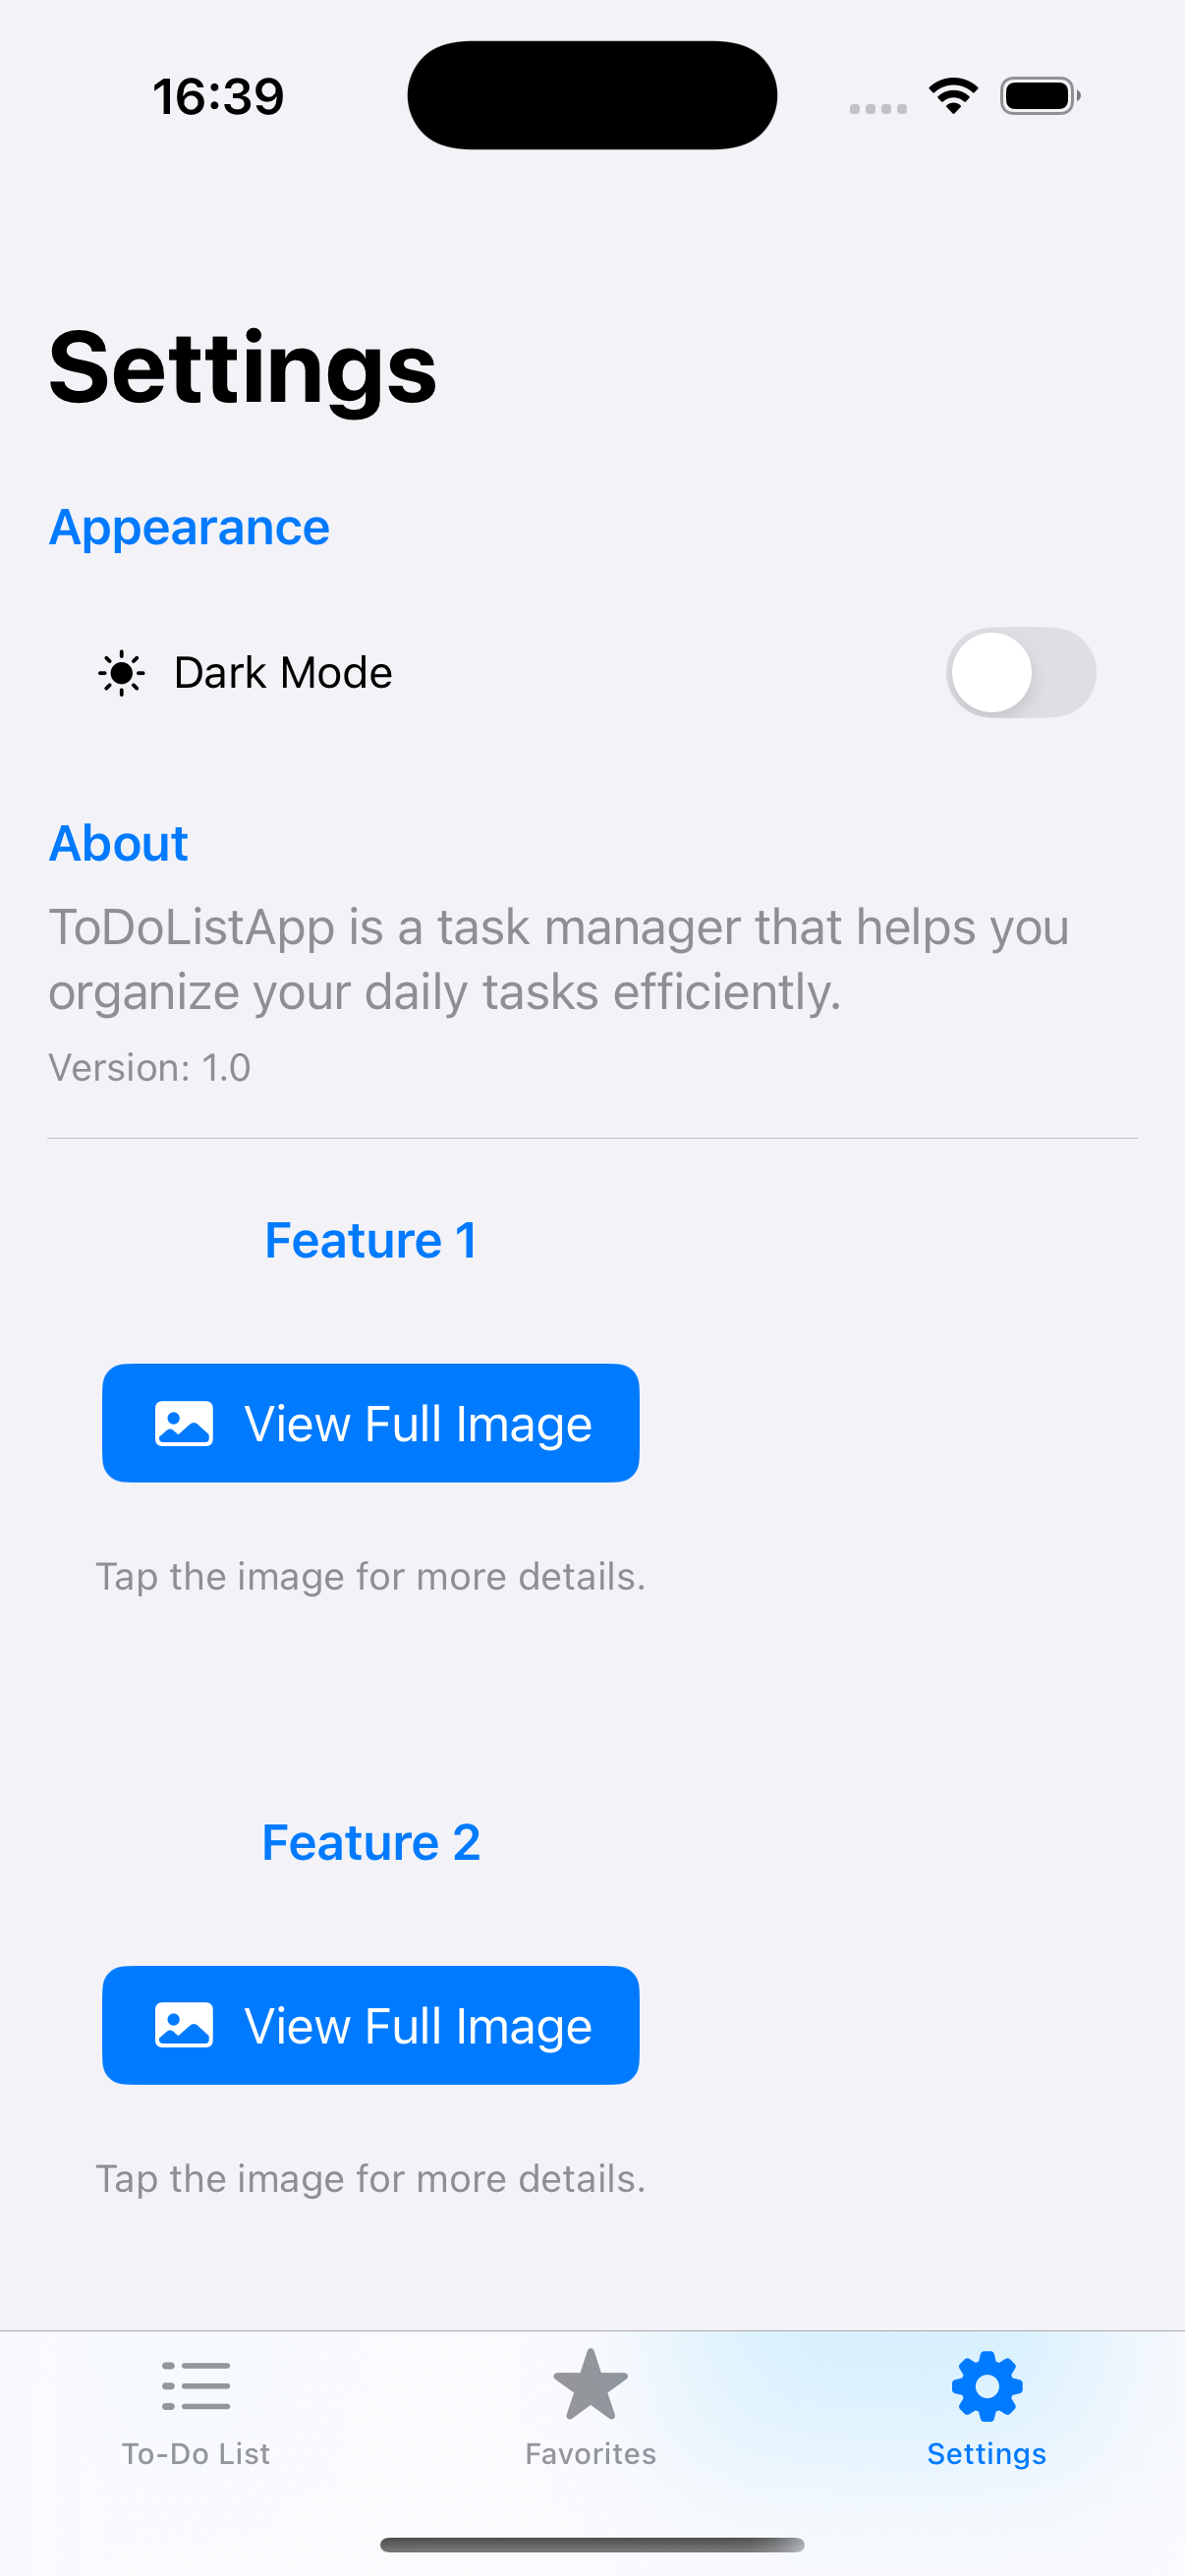 16:39
Settings
Appearance
Dark Mode
About
ToDoListApp is a task manager that helps you
organize your daily tasks efficiently.
Version: 1.0
Feature 1
View Full Image
Tap the image for more details.
Feature 2
View Full Image
Tap the image for more details.
To-Do List
Favorites
Settings